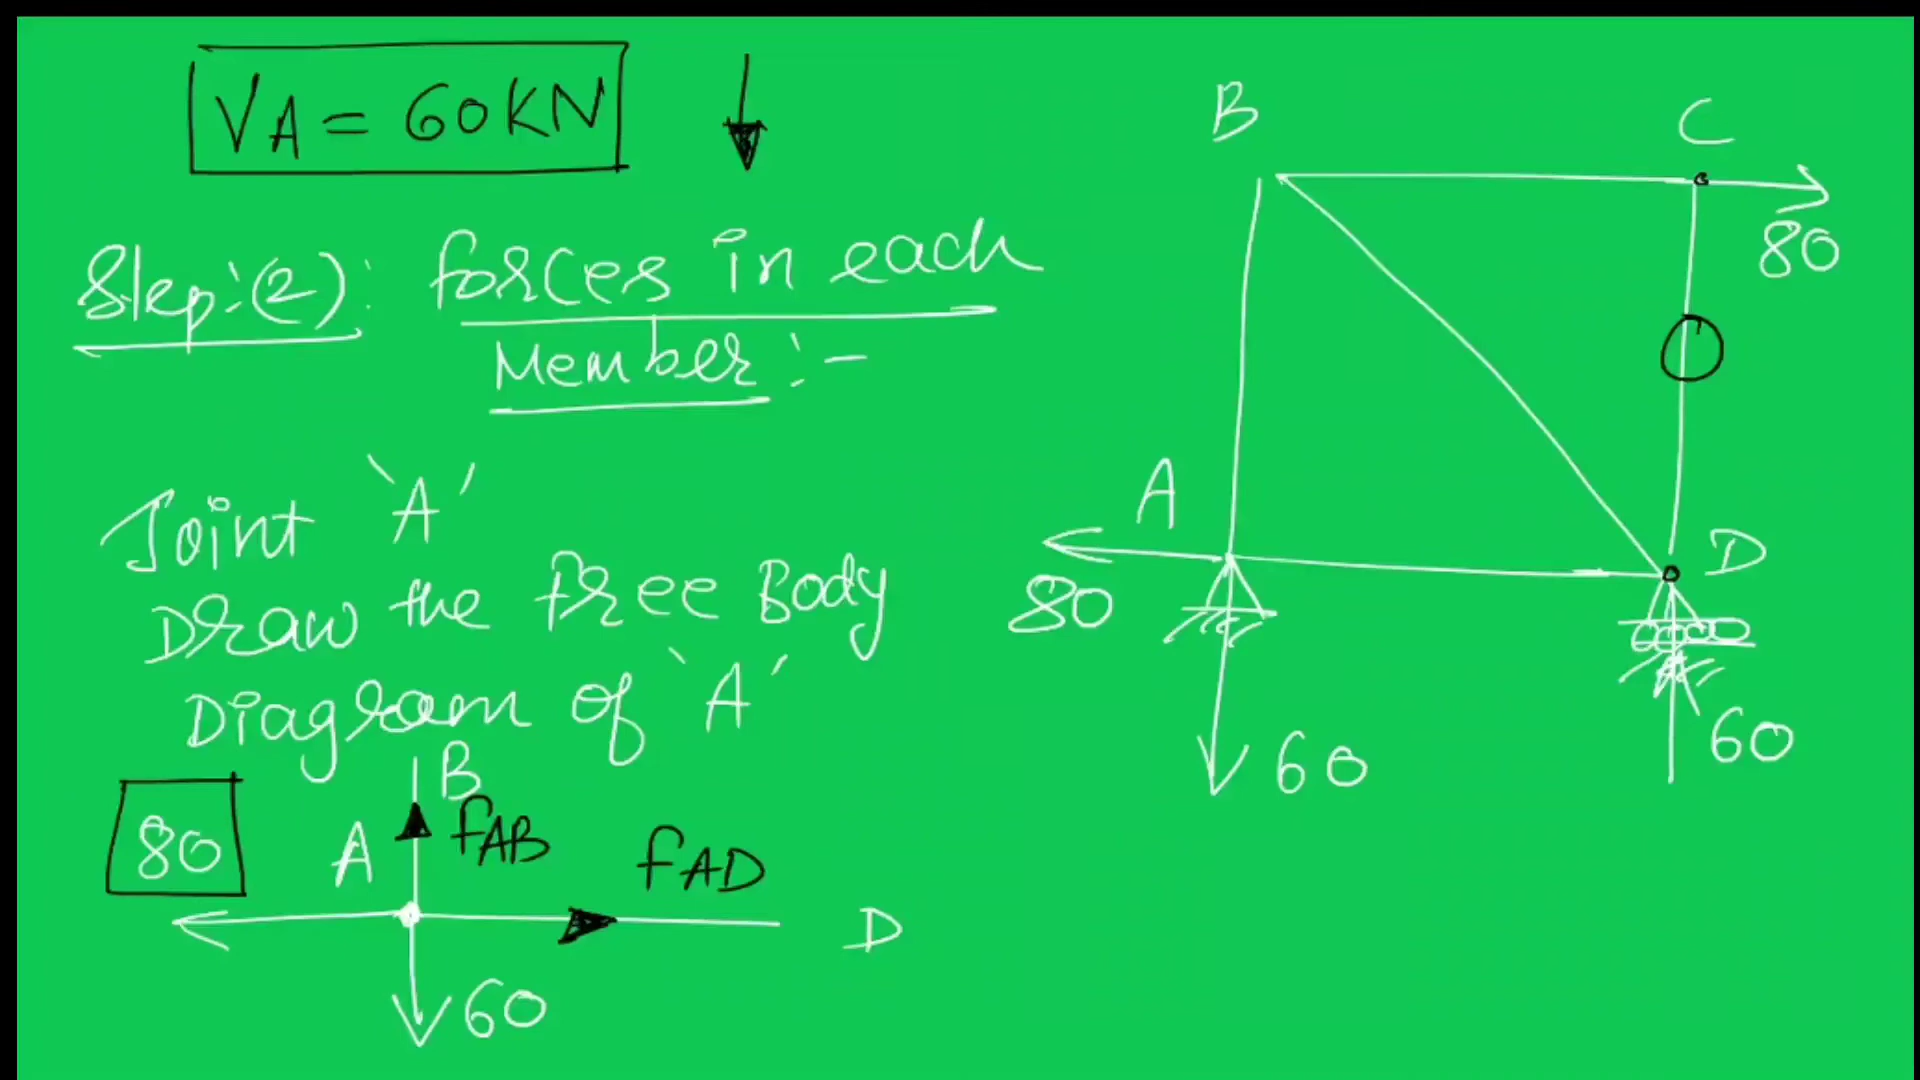 VA = 60KN
Step:(2): forces in each
Member:-
Joint 'A'
Draw the free Body
Diagram of 'A'
B
80
A
fAB
fAD
D
60
B
C
80
A
80
D
60
60